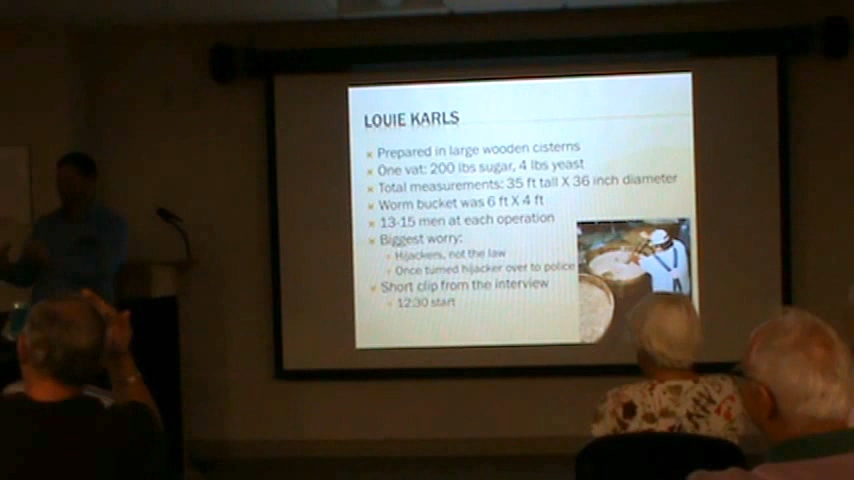 LOUIE KARLS
Prepared in large wooden cisterns
One vat: 200 lbs sugar, 4 lbs yeast
Total measurements: 35 ft tall X 36 inch diameter
Worm bucket was 6 ft X 4 ft
13-15 men at each operation
Biggest worry:
Hijackers, not the law
Once turned hijacker over to police
Short clip from the interview
12:30 start